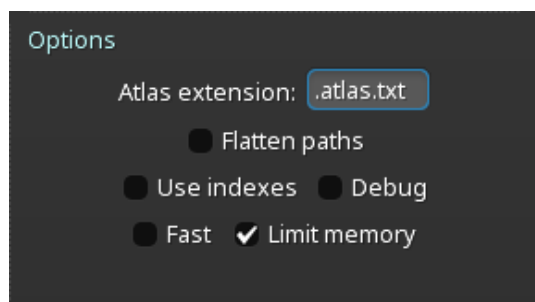 Options
Atlas extension: .atlas.txt
Flatten paths
Use indexes Debug
Fast Limit memory